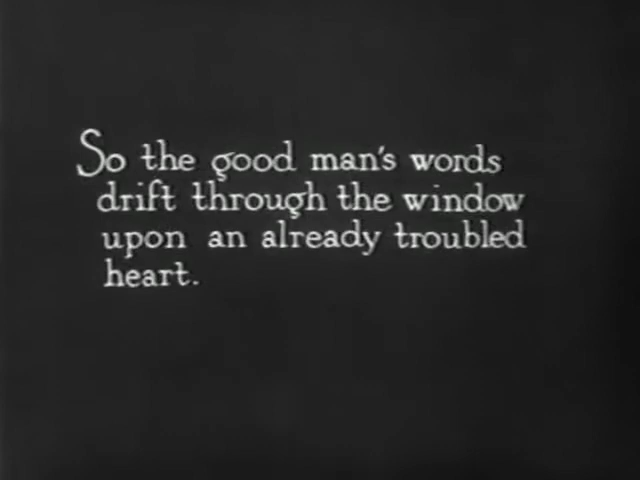 So the good man's words
drift through the window
upon an already troubled
heart.